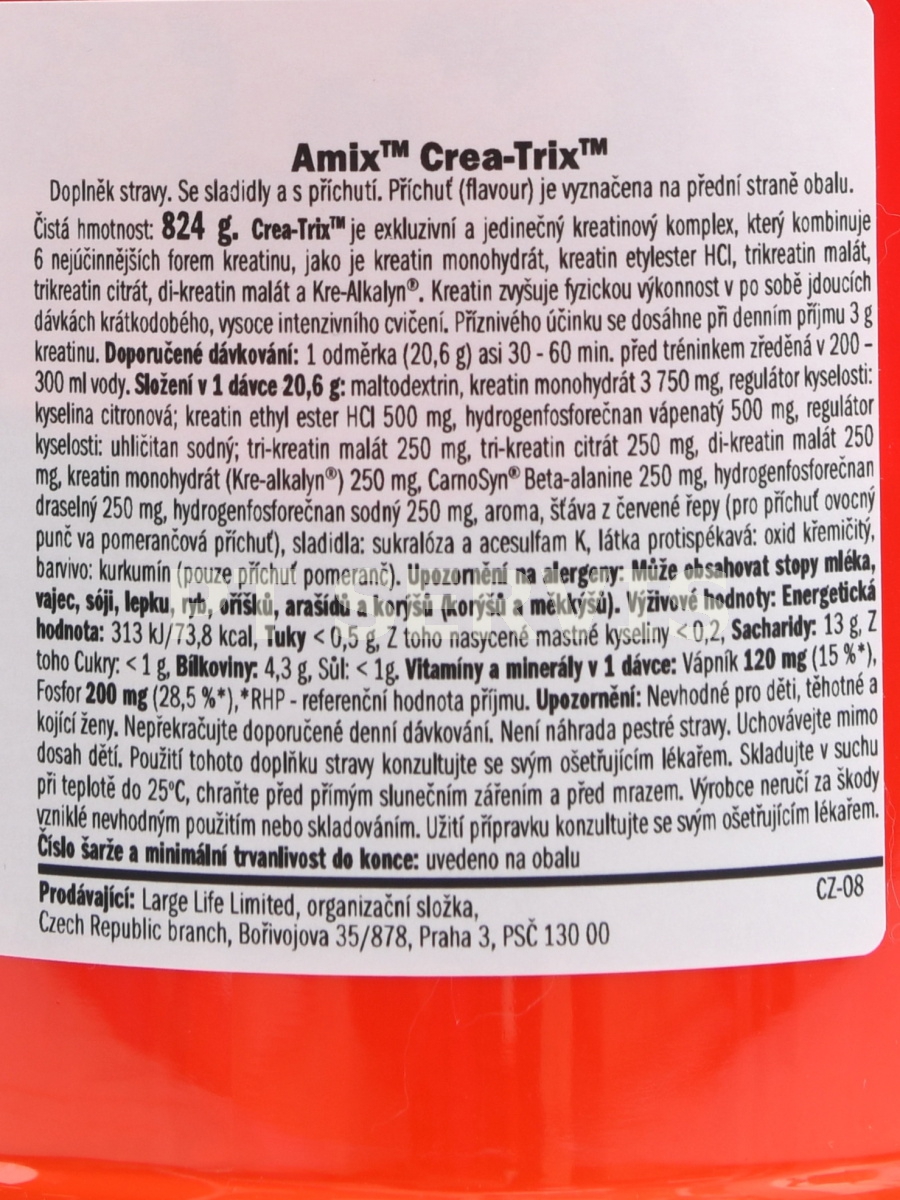 Amix™ Crea-Trix™
Doplněk stravy. Se sladidly a s příchutí. Příchuť (flavour) je vyznačena na přední straně obalu.
Čistá hmotnost: 824 g. Crea-Trix™ je exkluzivní a jedinečný kreatinový komplex, který kombinuje
6 nejúčinnějších forem kreatinu, jako je kreatin monohydrát, kreatin etylester HCl, trikreatin malát,
trikreatin citrát, di-kreatin malát a Kre-Alkalyn®. Kreatin zvyšuje fyzickou výkonnost v po sobě jdoucích
dávkách krátkodobého, vysoce intenzivního cvičení. Příznivého účinku se dosáhne při denním příjmu 3 g
kreatinu. Doporučené dávkování: 1 odměrka (20,6 g) asi 30 - 60 min. před tréninkem zředěná v 200 –
300 ml vody. Složení v 1 dávce 20,6 g: maltodextrin, kreatin monohydrát 3 750 mg, regulátor kyselosti:
kyselina citronová; kreatin ethyl ester HCl 500 mg, hydrogenfosforečnan vápenatý 500 mg, regulátor
kyselosti: uhličitan sodný; tri-kreatin malát 250 mg, tri-kreatin citrát 250 mg, di-kreatin malát 250
mg, kreatin monohydrát (Kre-alkalyn®) 250 mg, CarnoSyn® Beta-alanine 250 mg, hydrogenfosforečnan
draselný 250 mg, hydrogenfosforečnan sodný 250 mg, aroma, šťáva z červené řepy (pro příchuť ovocný
punč va pomerančová příchuť), sladidla: sukralóza a acesulfam K, látka protispékavá: oxid křemičitý,
barvivo: kurkumín (pouze příchuť pomeranč). Upozornění na alergeny: Může obsahovat stopy mléka,
vajec, sóji, lepku, ryb, oříšků, arašídů a korýšů (korýšů a měkkýšů). Výživové hodnoty: Energetická
hodnota: 313 kJ/73,8 kcal, Tuky < 0,5 g, Z toho nasycené mastné kyseliny < 0,2, Sacharidy: 13 g, Z
toho Cukry: < 1 g, Bílkoviny: 4,3 g, Sůl: < 1g. Vitamíny a minerály v 1 dávce: Vápník 120 mg (15 %*),
Fosfor 200 mg (28,5 %*),*RHP - referenční hodnota příjmu. Upozornění: Nevhodné pro děti, těhotné a
kojící ženy. Nepřekračujte doporučené denní dávkování. Není náhrada pestré stravy. Uchovávejte mimo
dosah dětí. Použití tohoto doplňku stravy konzultujte se svým ošetřujícím lékařem. Skladujte v suchu
při teplotě do 25°C, chraňte před přímým slunečním zářením a před mrazem. Výrobce neručí za škody
vzniklé nevhodným použitím nebo skladováním. Užití přípravku konzultujte se svým ošetřujícím lékařem.
Číslo šarže a minimální trvanlivost do konce: uvedeno na obalu
Prodávající: Large Life Limited, organizační složka,
CZ-08
Czech Republic branch, Bořivojova 35/878, Praha 3, PSČ 130 00